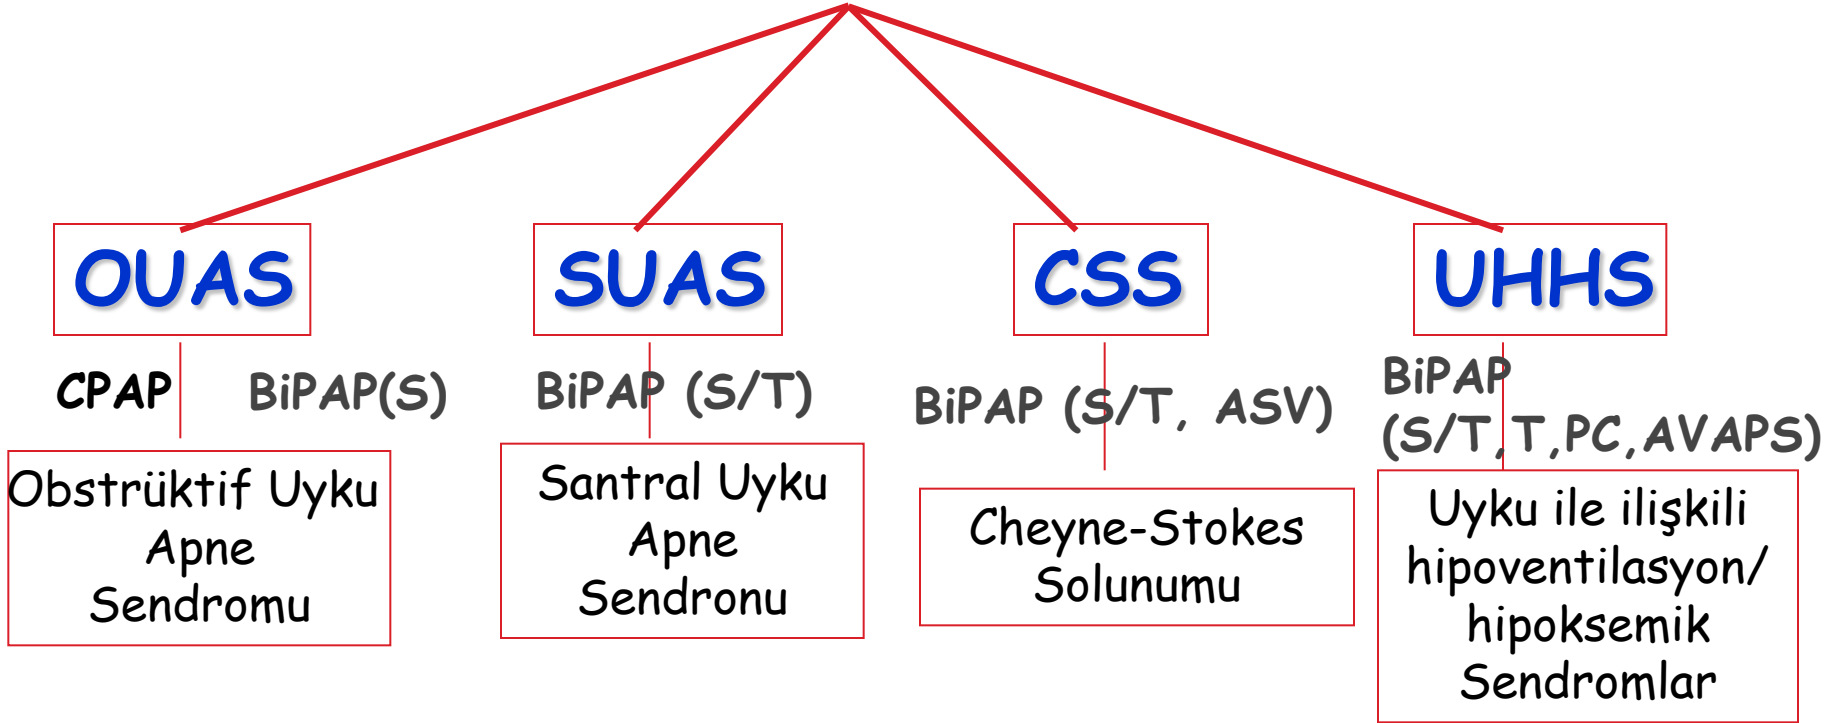 OUAS
SUAS
CSS
UHHS
CPAP
BiPAP(S)
BiPAP (S/T)
BiPAP (S/T, ASV)
BiPAP
(S/T,T,PC,AVAPS)
Obstrüktif Uyku
Apne
Sendromu
Santral Uyku
Apne
Sendronu
Cheyne-Stokes
Solunumu
Uyku ile ilişkili
hipoventilasyon/
hipoksemik
Sendromlar